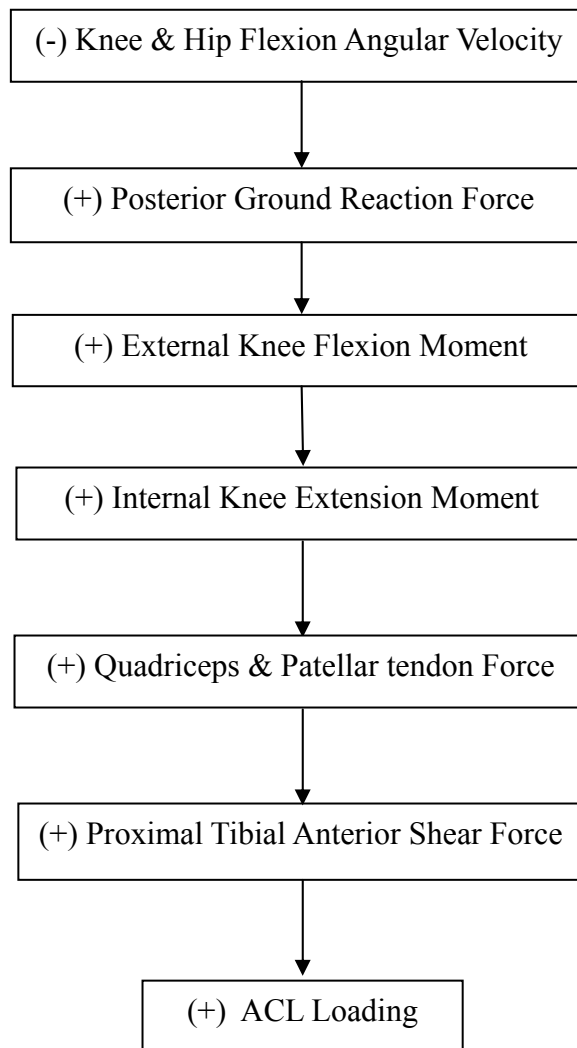 (-) Knee & Hip Flexion Angular Velocity
(+) Posterior Ground Reaction Force
(+) External Knee Flexion Moment
(+) Internal Knee Extension Moment
(+) Quadriceps & Patellar tendon Force
(+) Proximal Tibial Anterior Shear Force
(+) ACL Loading